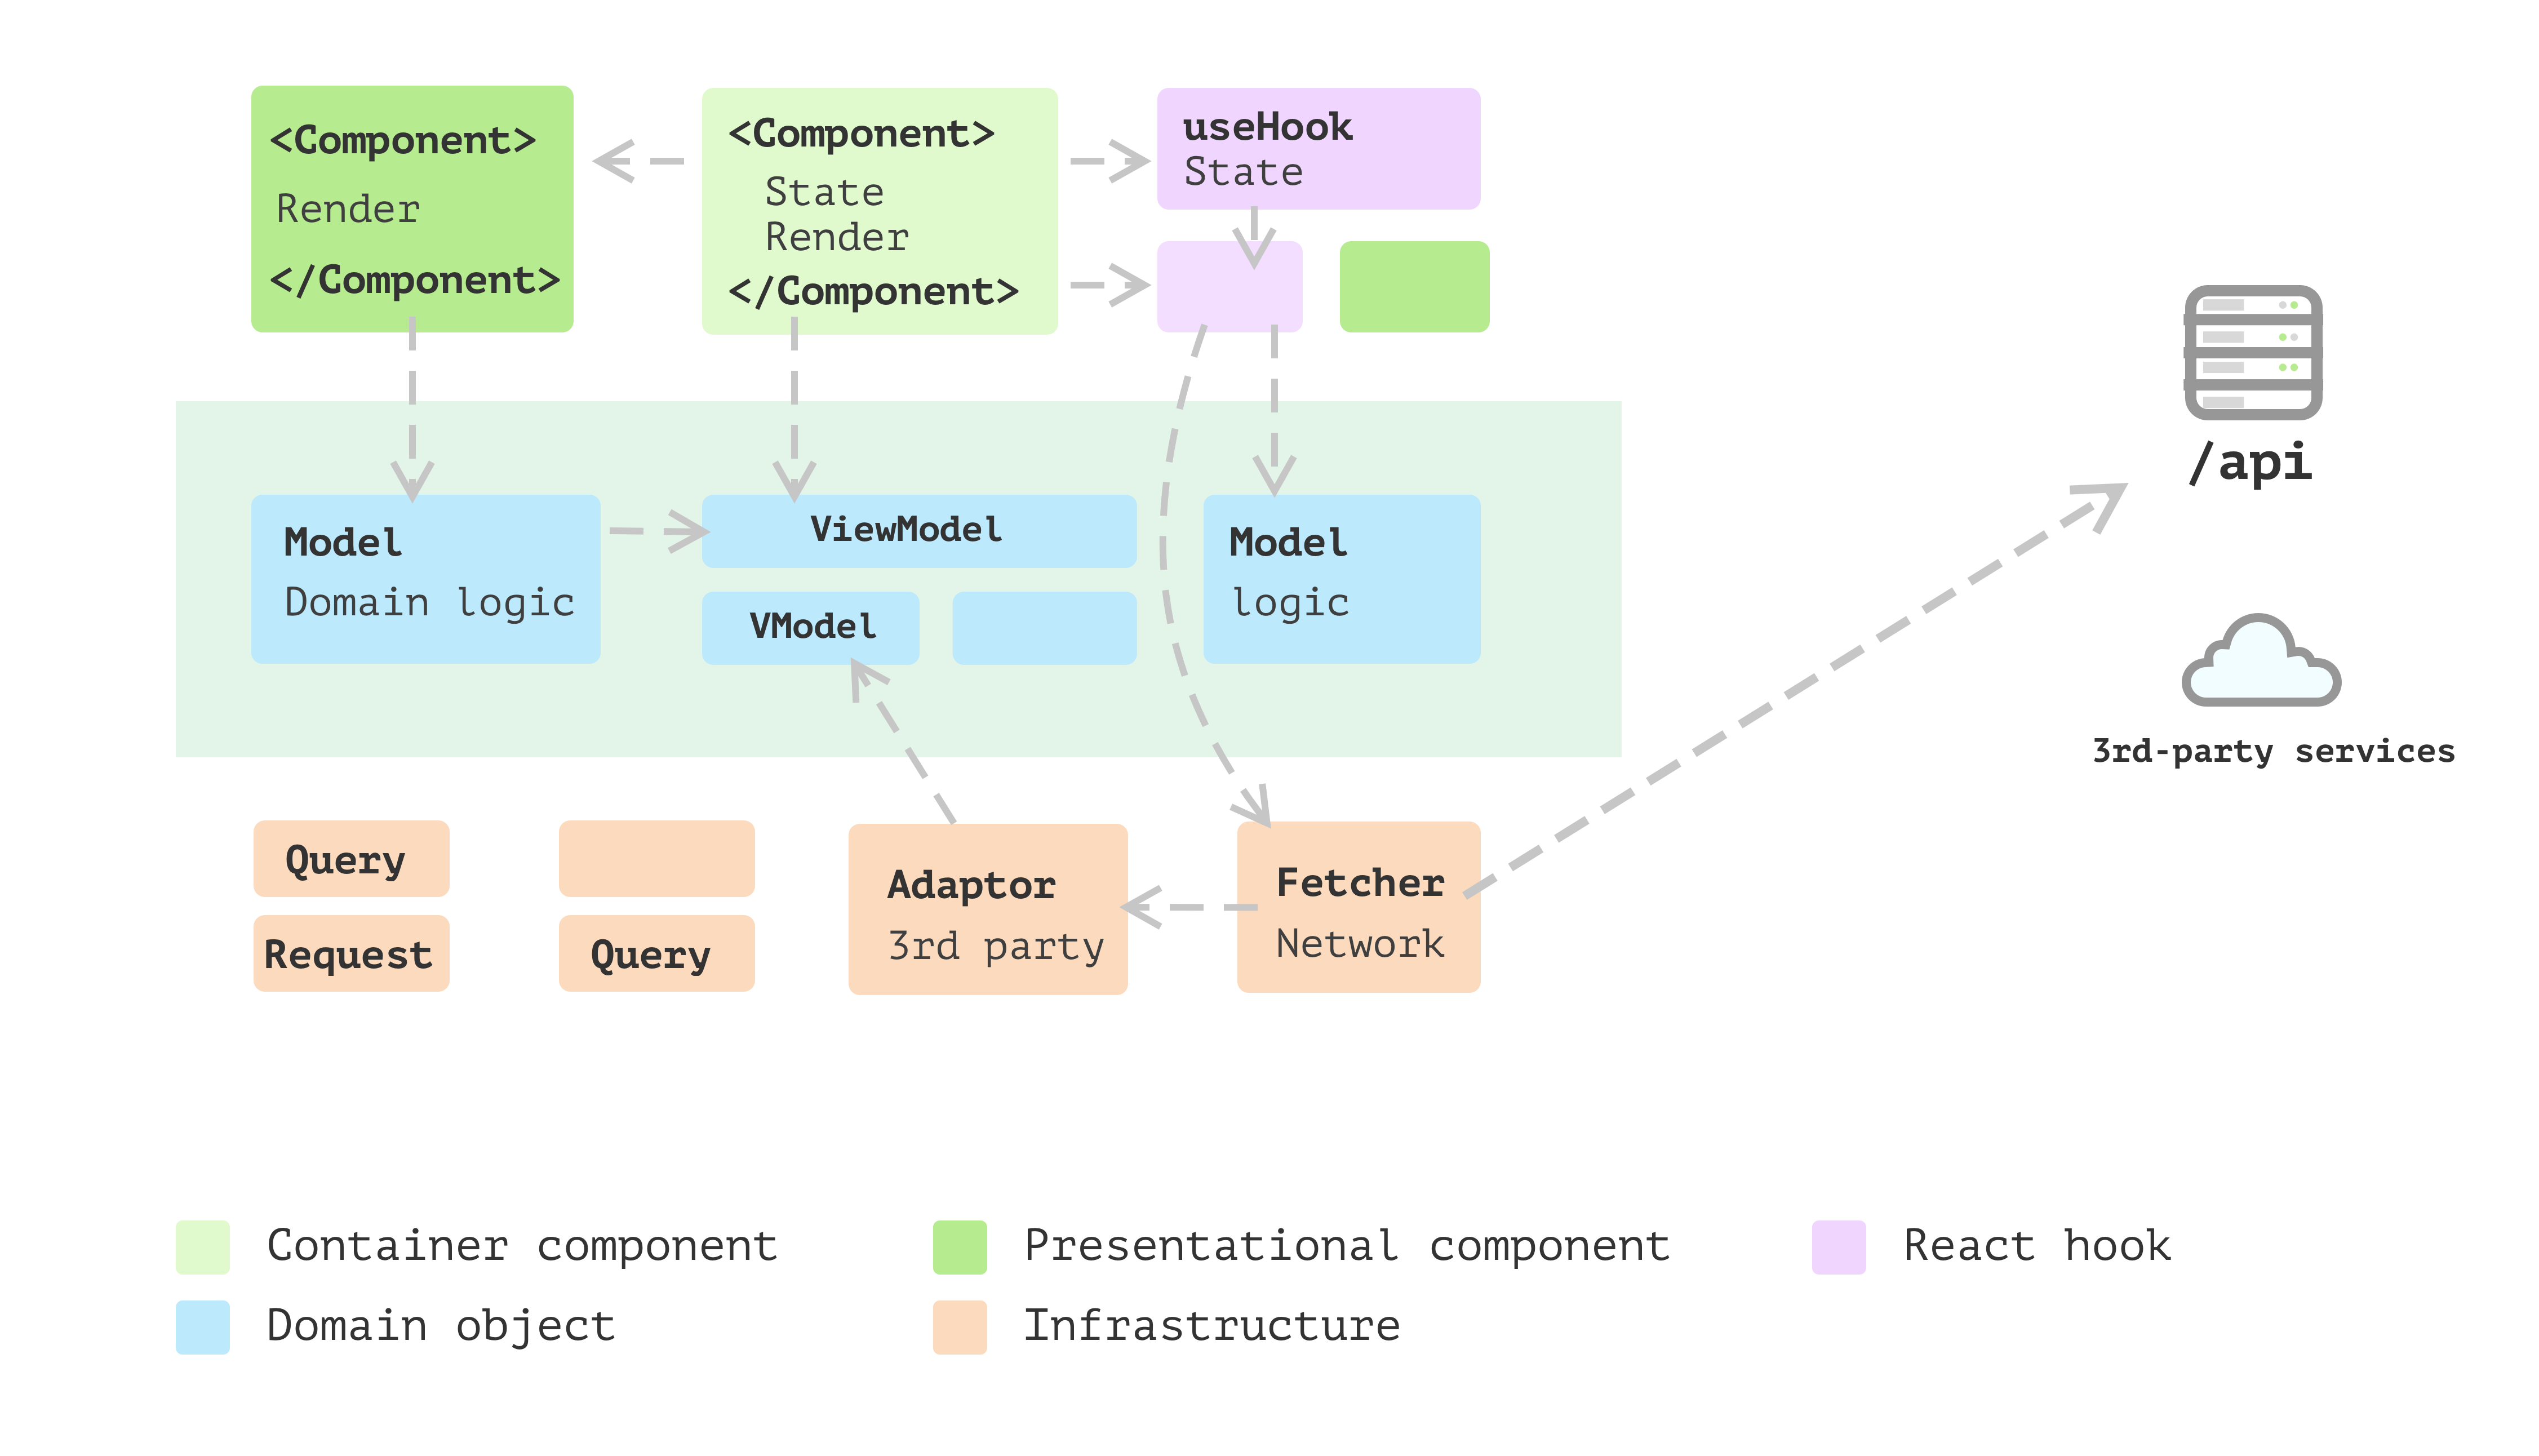 <Component>
Render
</Component>
<Component>
State
Render
</Component>
useHook
State
/api
Model
Domain logic
ViewModel
VModel
Model
logic
3rd-party services
Query
Request
Query
Adaptor
3rd party
Fetcher
Network
Container component
Presentational component
React hook
Domain object
Infrastructure